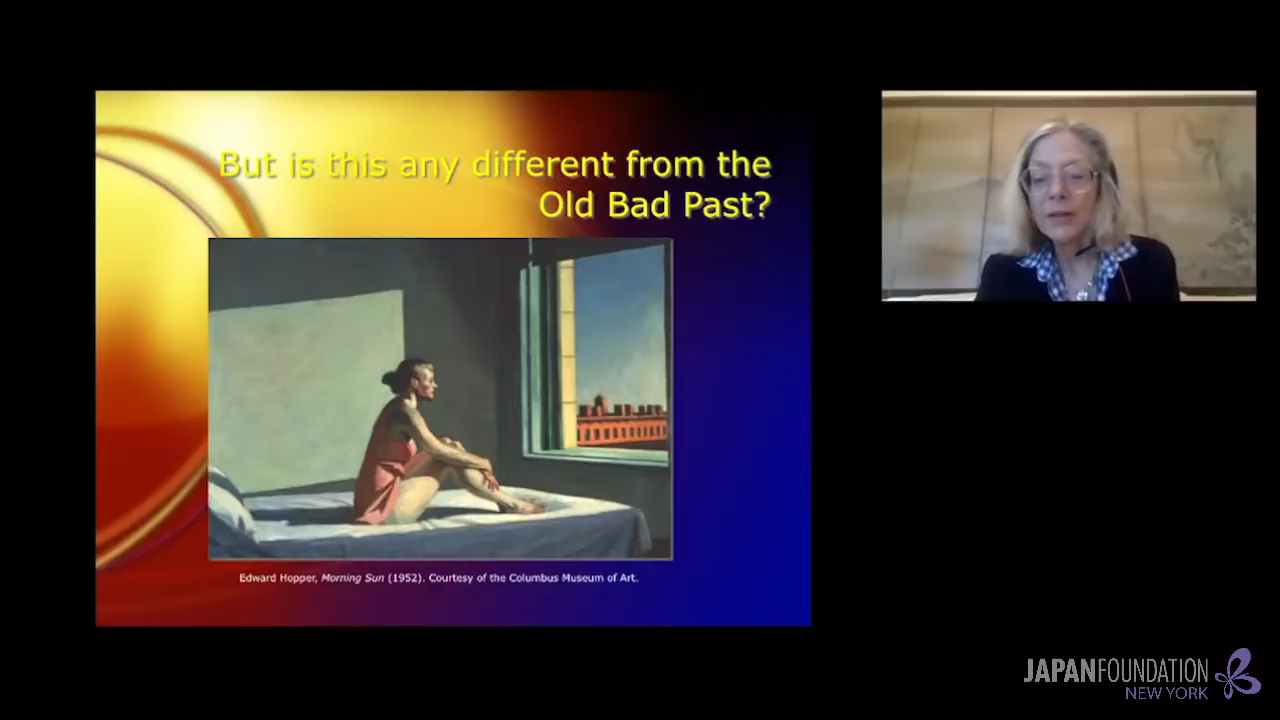 But is this any different from the
Old Bad Past?
Edward Hopper, Morning Sun (1952). Courtesy of the Columbus Museum of Art.
JAPANFOUNDATION
NEW YORK